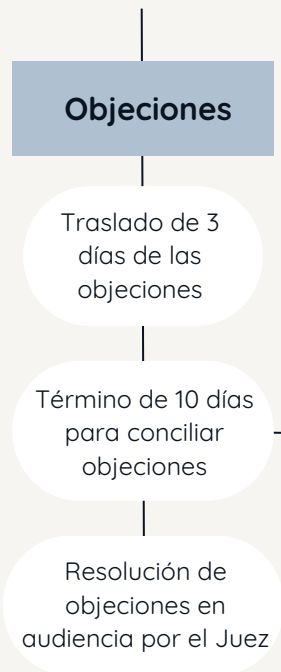 Objeciones
Traslado de 3
días de las
objeciones
Término de 10 días
para conciliar
objeciones
Resolución de
objeciones en
audiencia por el Juez